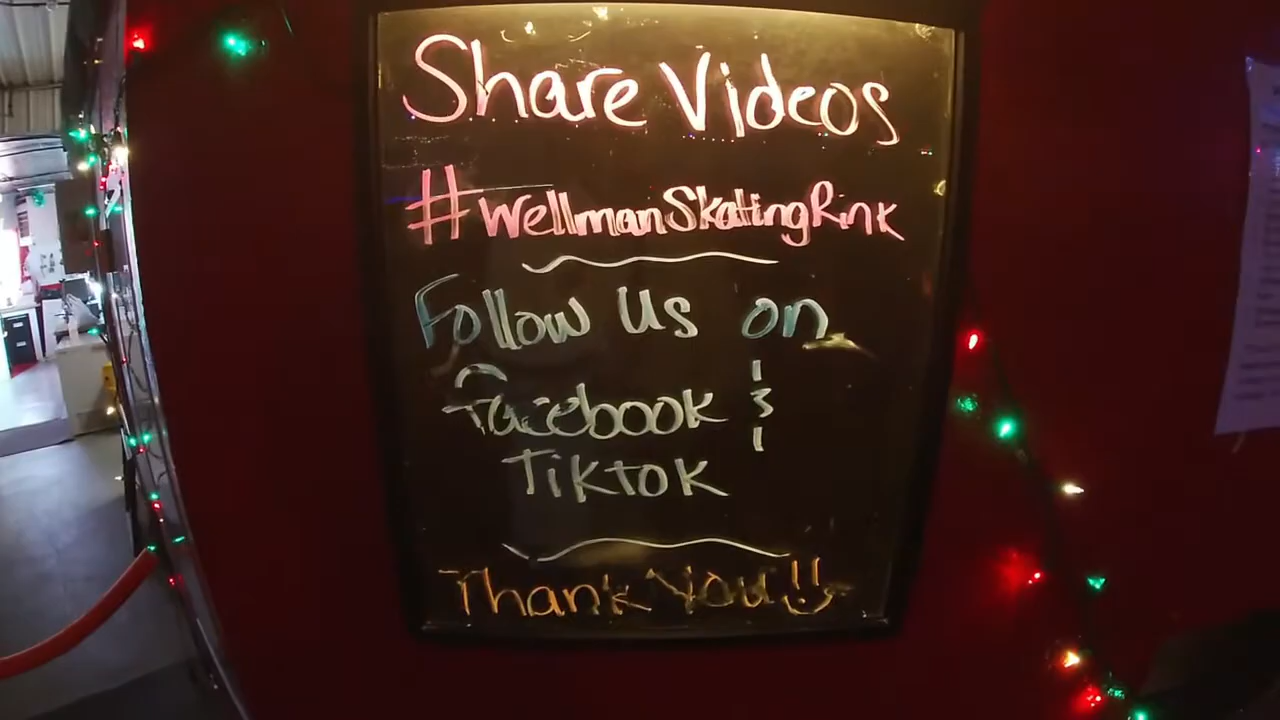 Share Videos
#WellmanSkatingRink
Follow Us on
Facebook &
TikTok
Thank You!!